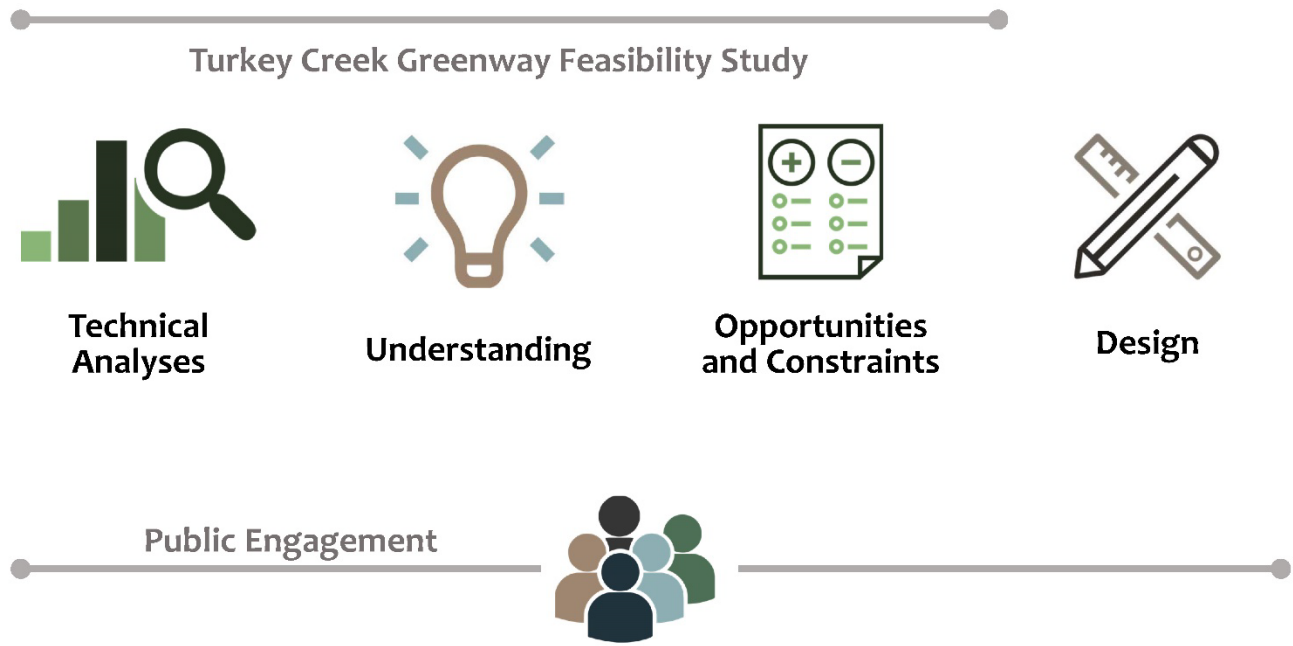 Turkey Creek Greenway Feasibility Study
Technical
Analyses
Understanding
Opportunities
and Constraints
Design
Public Engagement